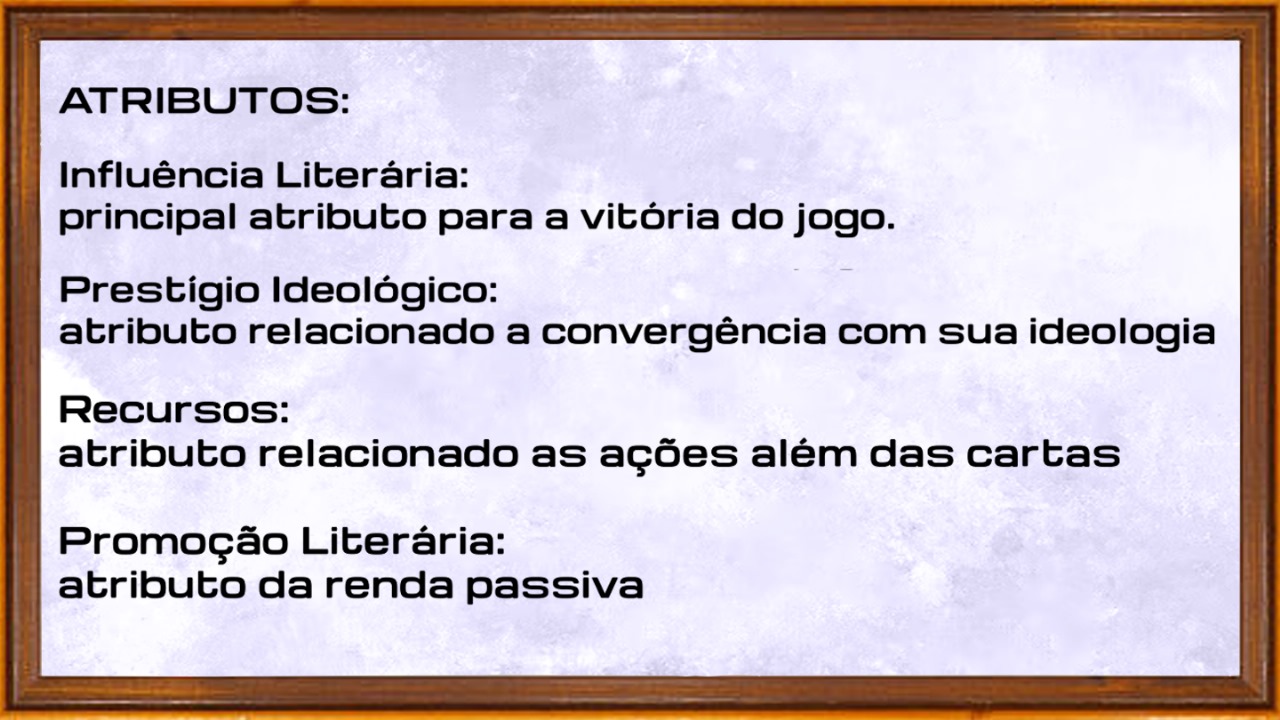 ATRIBUTOS:
Influência Literária:
principal atributo para a vitória do jogo.
Prestígio Ideológico:
atributo relacionado a convergência com sua ideologia
Recursos:
atributo relacionado as ações além das cartas
Promoção Literária:
atributo da renda passiva